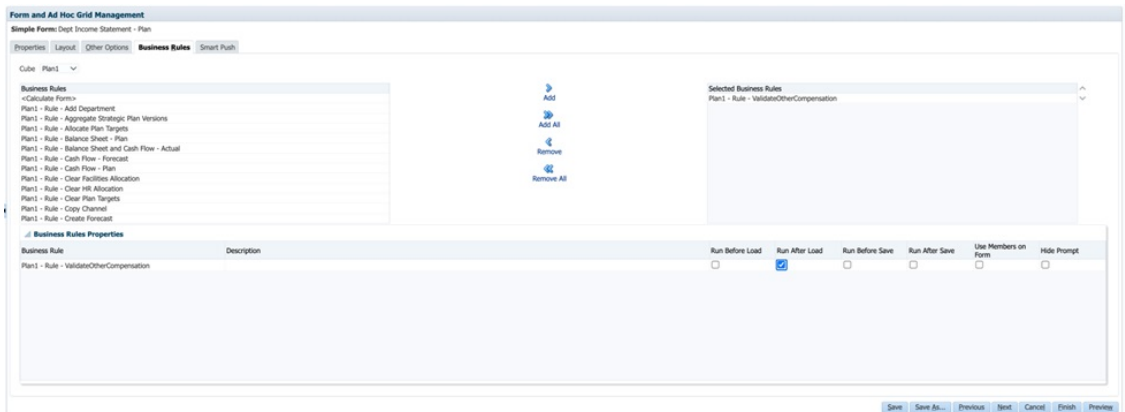 Form and Ad Hoc Grid Management
Simple Form: Dept Income Statement - Plan
Properties Layout Other Options Business Rules Smart Push
Cube Plan1
Business Rules
<Calculate Form>
Plan1 - Rule - Add Department
Plan1 - Rule - Aggregate Strategic Plan Versions
Plan1 - Rule - Allocate Plan Targets
Plan1 - Rule - Balance Sheet - Plan
Plan1 - Rule - Balance Sheet and Cash Flow - Actual
Plan1 - Rule - Cash Flow - Forecast
Plan1 - Rule - Cash Flow - Plan
Plan1 - Rule - Clear Facilities Allocation
Plan1 - Rule - Clear HR Allocation
Plan1 - Rule - Clear Plan Targets
Plan1 - Rule - Copy Channel
Plan1 - Rule - Create Forecast
Add
Add All
Remove
Remove All
Selected Business Rules
Plan1 - Rule - ValidateOtherCompensation
Business Rules Properties
Business Rule Description Run Before Load Run After Load Run Before Save Run After Save Use Members on Form Hide Prompt
Plan1 - Rule - ValidateOtherCompensation
Save Save As... Previous Next Cancel Finish Preview